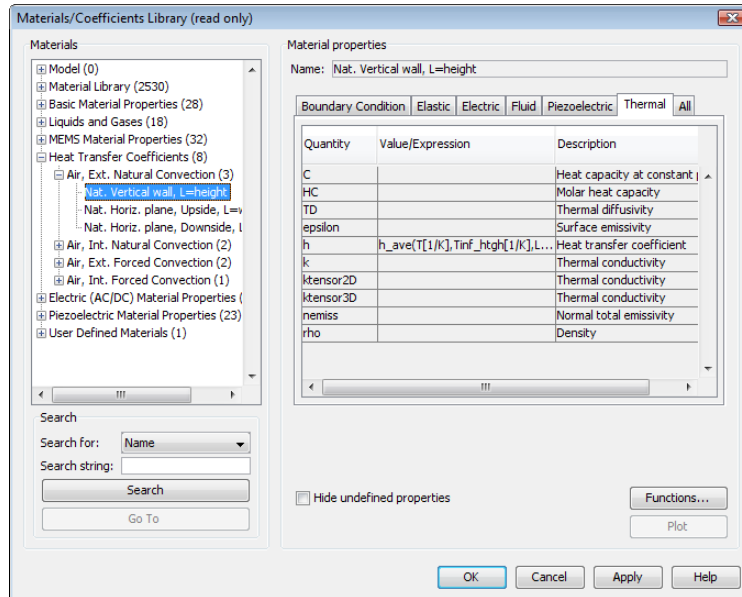 Materials/Coefficients Library (read only)
Materials
Model (0)
Material Library (2530)
Basic Material Properties (28)
Liquids and Gases (18)
MEMS Material Properties (32)
Heat Transfer Coefficients (8)
Air, Ext. Natural Convection (3)
Nat. Vertical wall, L=height
Nat. Horiz. plane, Upside, L=w
Nat. Horiz. plane, Downside, L
Air, Int. Natural Convection (2)
Air, Ext. Forced Convection (2)
Air, Int. Forced Convection (1)
Electric (AC/DC) Material Properties (
Piezoelectric Material Properties (23)
User Defined Materials (1)
Search
Search for: Name
Search string:
Search
Go To
Material properties
Name: Nat. Vertical wall, L=height
Boundary Condition Elastic Electric Fluid Piezoelectric Thermal All
Quantity Value/Expression Description
C Heat capacity at constant
HC Molar heat capacity
TD Thermal diffusivity
epsilon Surface emissivity
h h_ave(T[1/K],Tinf_htgh[1/K],L... Heat transfer coefficient
k Thermal conductivity
ktensor2D Thermal conductivity
ktensor3D Thermal conductivity
nemiss Normal total emissivity
rho Density
Hide undefined properties
Functions...
Plot
OK Cancel Apply Help